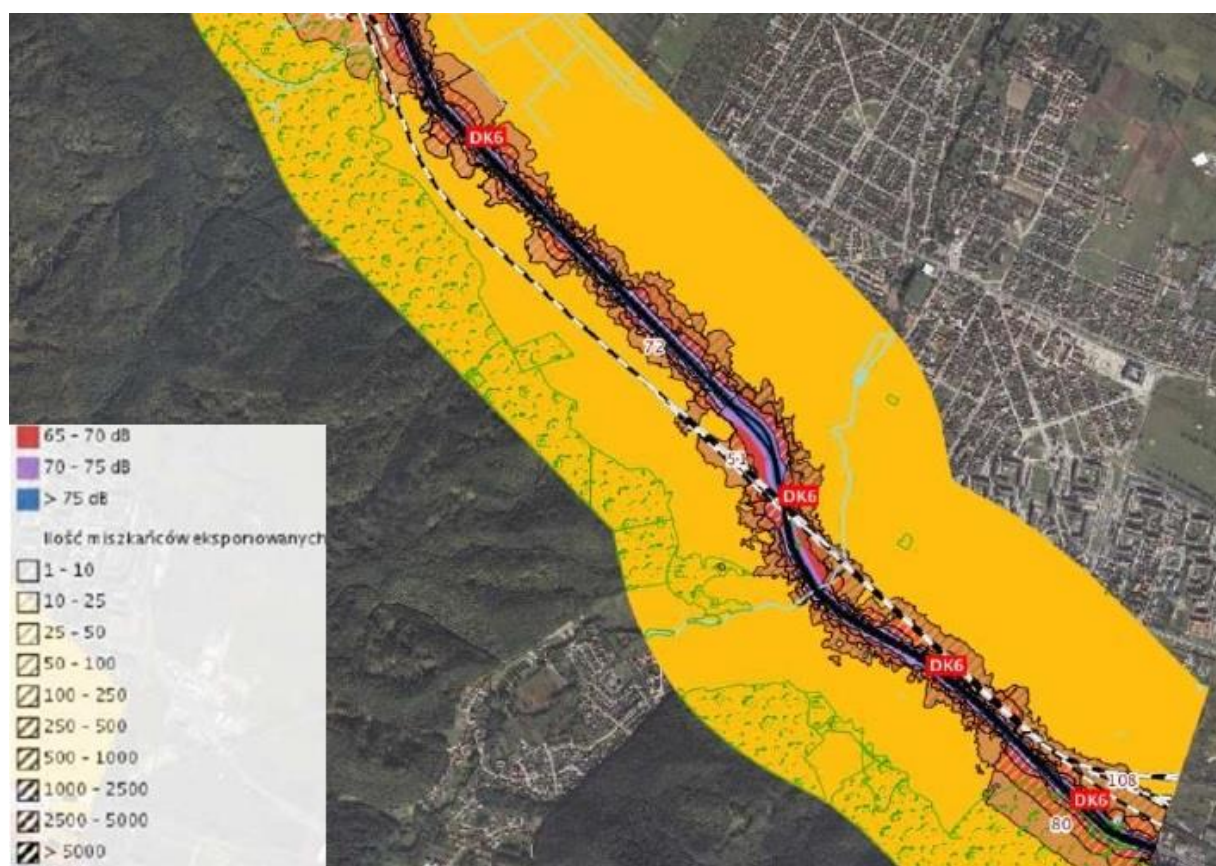 DK6
72
51
DK6
DK6
108
DK6
80
65 - 70 dB
70 - 75 dB
> 75 dB
Ilość miszkańców eksponowanych
1 - 10
10 - 25
25 - 50
50 - 100
100 - 250
250 - 500
500 - 1000
1000 - 2500
2500 - 5000
> 5000